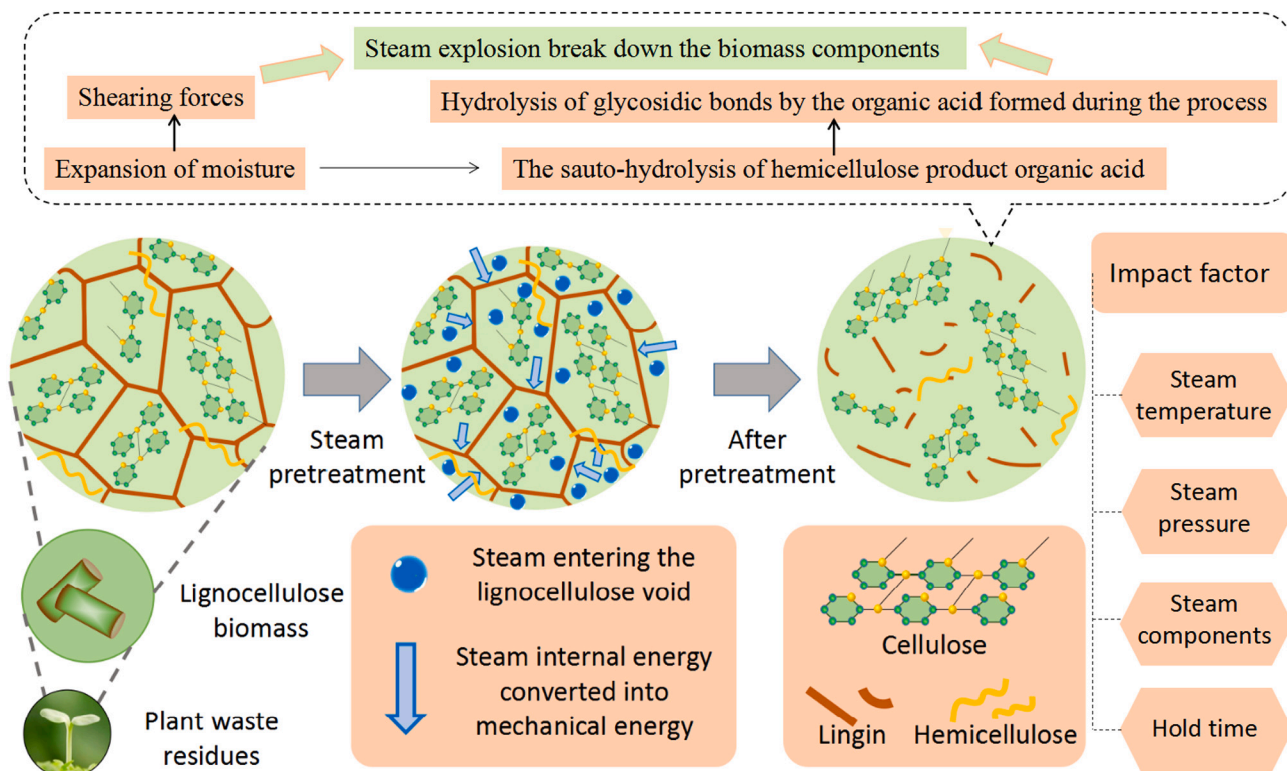 Steam explosion break down the biomass components
Shearing forces
Hydrolysis of glycosidic bonds by the organic acid formed during the process
Expansion of moisture
The sauto-hydrolysis of hemicellulose product organic acid
Impact factor
Steam
temperature
Steam
pressure
Steam
components
Hold time
Steam
pretreatment
After
pretreatment
Lignocellulose
biomass
Plant waste
residues
Steam entering the
lignocellulose void
Steam internal energy
converted into
mechanical energy
Cellulose
Lingin
Hemicellulose